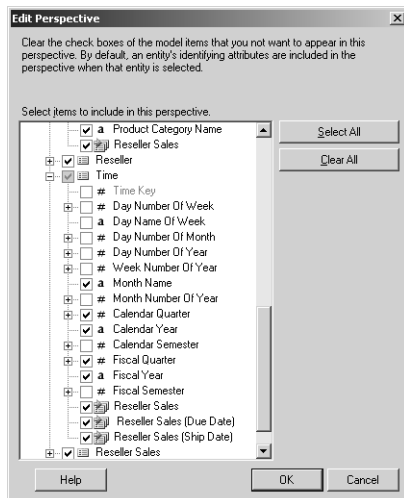 Edit Perspective
Clear the check boxes of the model items that you not want to appear in this
perspective. By default, an entity's identifying attributes are included in the
perspective when that entity is selected.
Select items to include in this perspective.
a Product Category Name
Reseller Sales
Reseller
Time
# Time Key
# Day Number Of Week
a Day Name Of Week
# Day Number Of Month
# Day Number Of Year
# Week Number Of Year
a Month Name
# Month Number Of Year
# Calendar Quarter
a Calendar Year
# Calendar Semester
# Fiscal Quarter
a Fiscal Year
# Fiscal Semester
Reseller Sales
Reseller Sales (Due Date)
Reseller Sales (Ship Date)
Reseller Sales
Select All
Clear All
Help
OK
Cancel